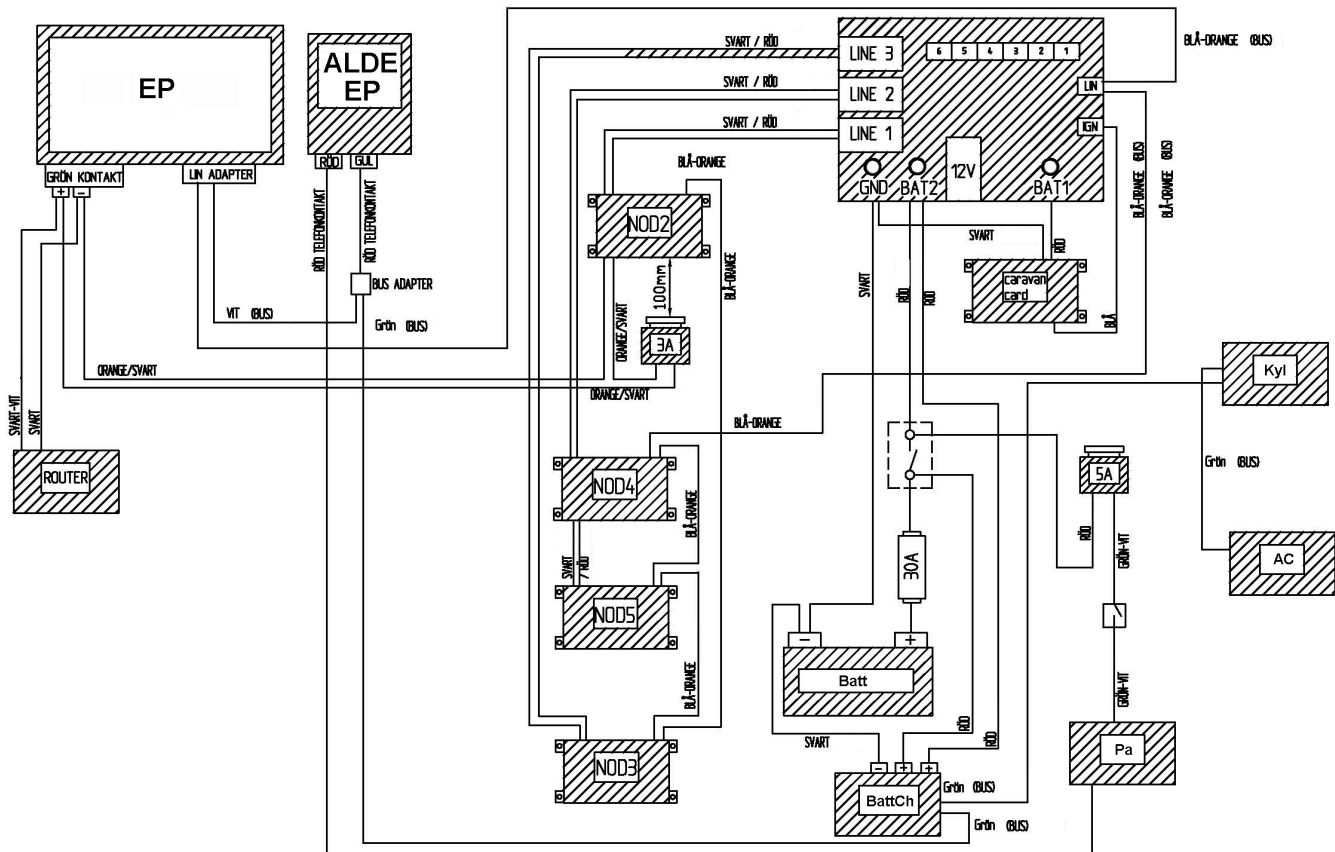 EP
ALDE
EP
GRÖN KONTAKT
+
-
LIN ADAPTER
RÖD
GUL
RÖD TELEFONKONTAKT
RÖD TELEFONKONTAKT
BUS ADAPTER
VIT (BUS)
Grön (BUS)
ORANGE/SVART
ORANGE/SVART
ORANGE/SVART
SVART-VIT
SVART
ROUTER
SVART / RÖD
SVART / RÖD
SVART / RÖD
LINE 3
LINE 2
LINE 1
6 5 4 3 2 1
LIN
IGN
BLÅ-ORANGE (BUS)
BLÅ-ORANGE (BUS)
BLÅ-ORANGE (BUS)
GND
BAT2
12V
BAT1
BLÅ-ORANGE
BLÅ-ORANGE
NOD2
100mm
3A
SVART
RÖD
caravan
card
BLÅ
SVART
RÖD
RÖD
BLÅ-ORANGE
NOD4
BLÅ-ORANGE
SVART
/ RÖD
NOD5
BLÅ-ORANGE
NOD3
30A
-
+
Batt
SVART
RÖD
RÖD
-
+
+
BattCh
Grön (BUS)
Grön (BUS)
5A
RÖD
GRÖN-VIT
GRÖN-VIT
Pa
Kyl
Grön (BUS)
AC